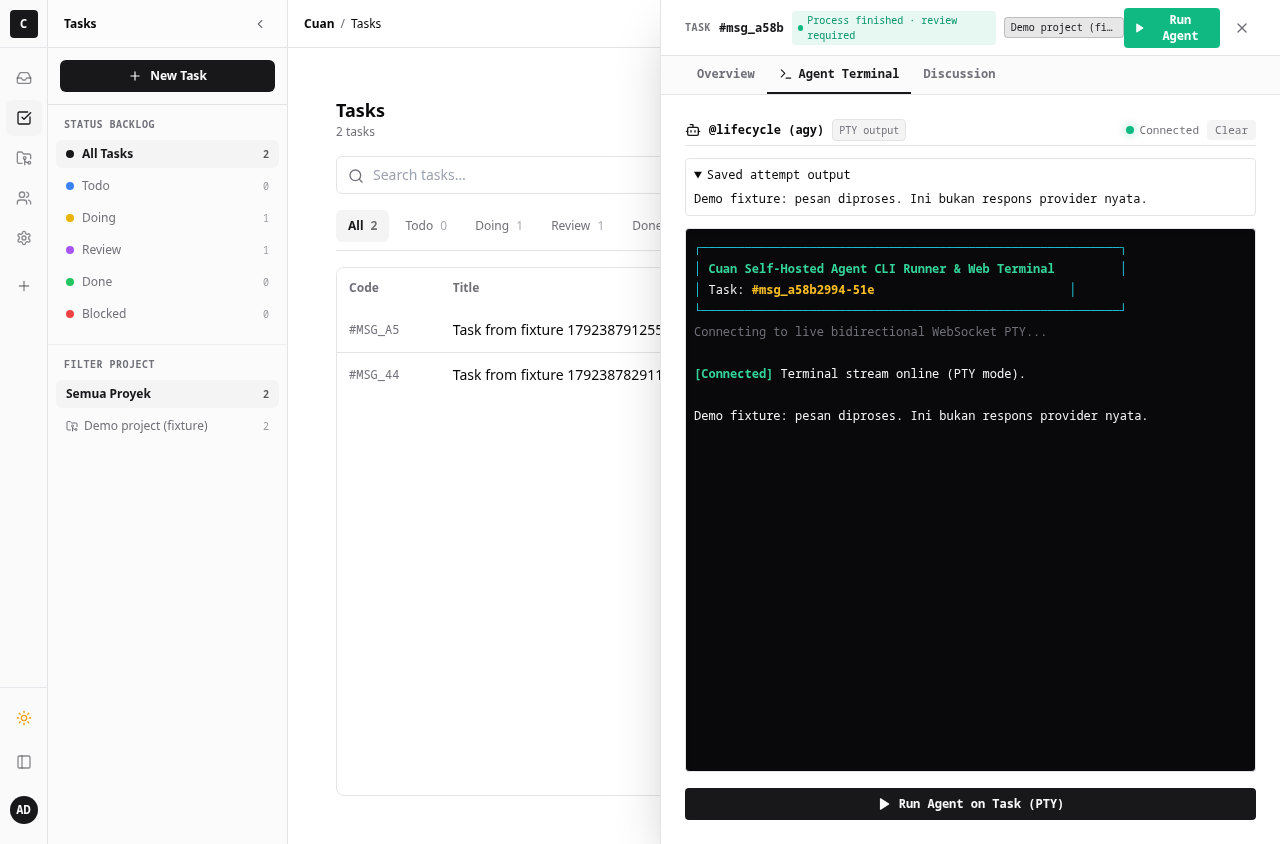 C
Tasks
New Task
STATUS BACKLOG
All Tasks 2
Todo 0
Doing 1
Review 1
Done 0
Blocked 0
FILTER PROJECT
Semua Proyek 2
Demo project (fixture) 2
AD
Cuan / Tasks
Tasks
2 tasks
Search tasks...
All 2 Todo 0 Doing 1 Review 1 Done
Code Title
#MSG_A5 Task from fixture 179238791255
#MSG_44 Task from fixture 17923878291
TASK #msg_a58b
Process finished · review
required
Demo project (fi…
Run
Agent
Overview Agent Terminal Discussion
@lifecycle (agy) PTY output Connected Clear
▼ Saved attempt output
Demo fixture: pesan diproses. Ini bukan respons provider nyata.
Cuan Self-Hosted Agent CLI Runner & Web Terminal
Task: #msg_a58b2994-51e
Connecting to live bidirectional WebSocket PTY...
[Connected] Terminal stream online (PTY mode).
Demo fixture: pesan diproses. Ini bukan respons provider nyata.
Run Agent on Task (PTY)